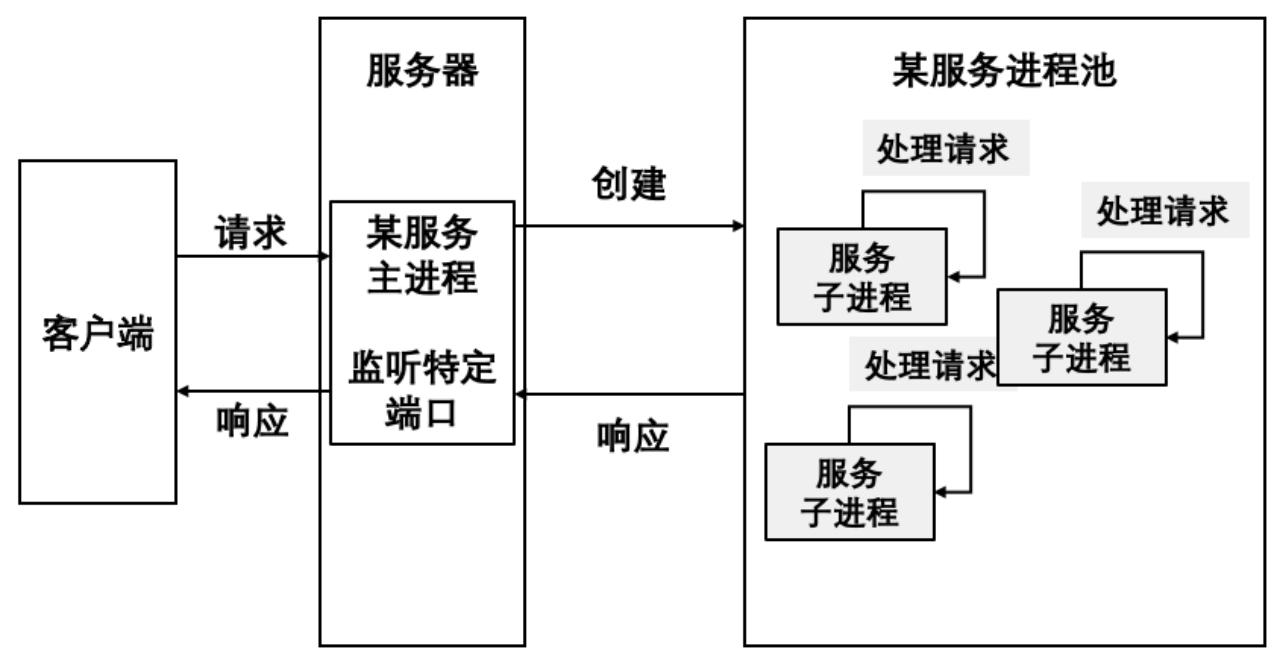 服务器
某服务进程池
处理请求
创建
处理请求
请求
某服务
主进程
服务
子进程
客户端
监听特定
端口
服务
子进程
处理请求
响应
响应
服务
子进程